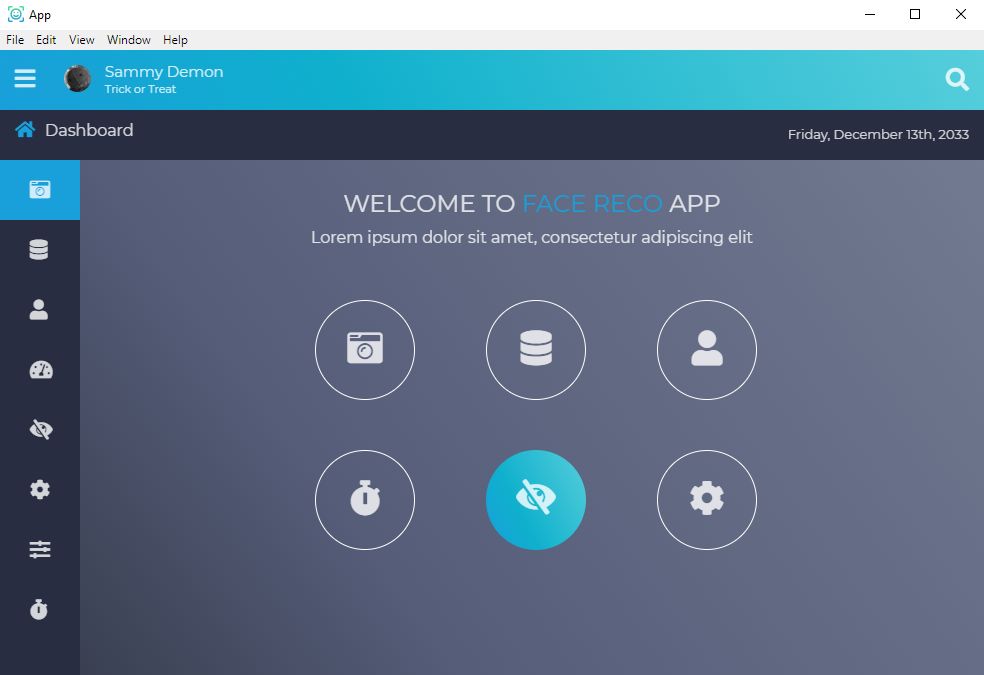 App
File Edit View Window Help
Sammy Demon
Trick or Treat
Dashboard
Friday, December 13th, 2033
WELCOME TO FACE RECO APP
Lorem ipsum dolor sit amet, consectetur adipiscing elit